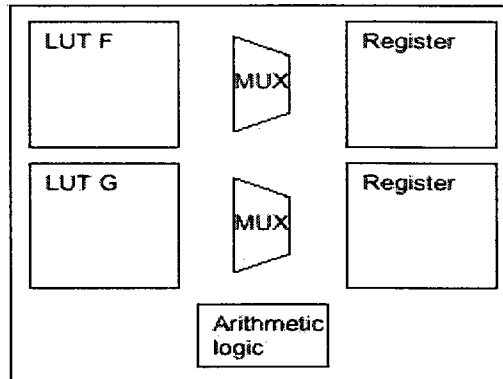 LUT F
MUX
Register
LUT G
MUX
Register
Arithmetic
logic